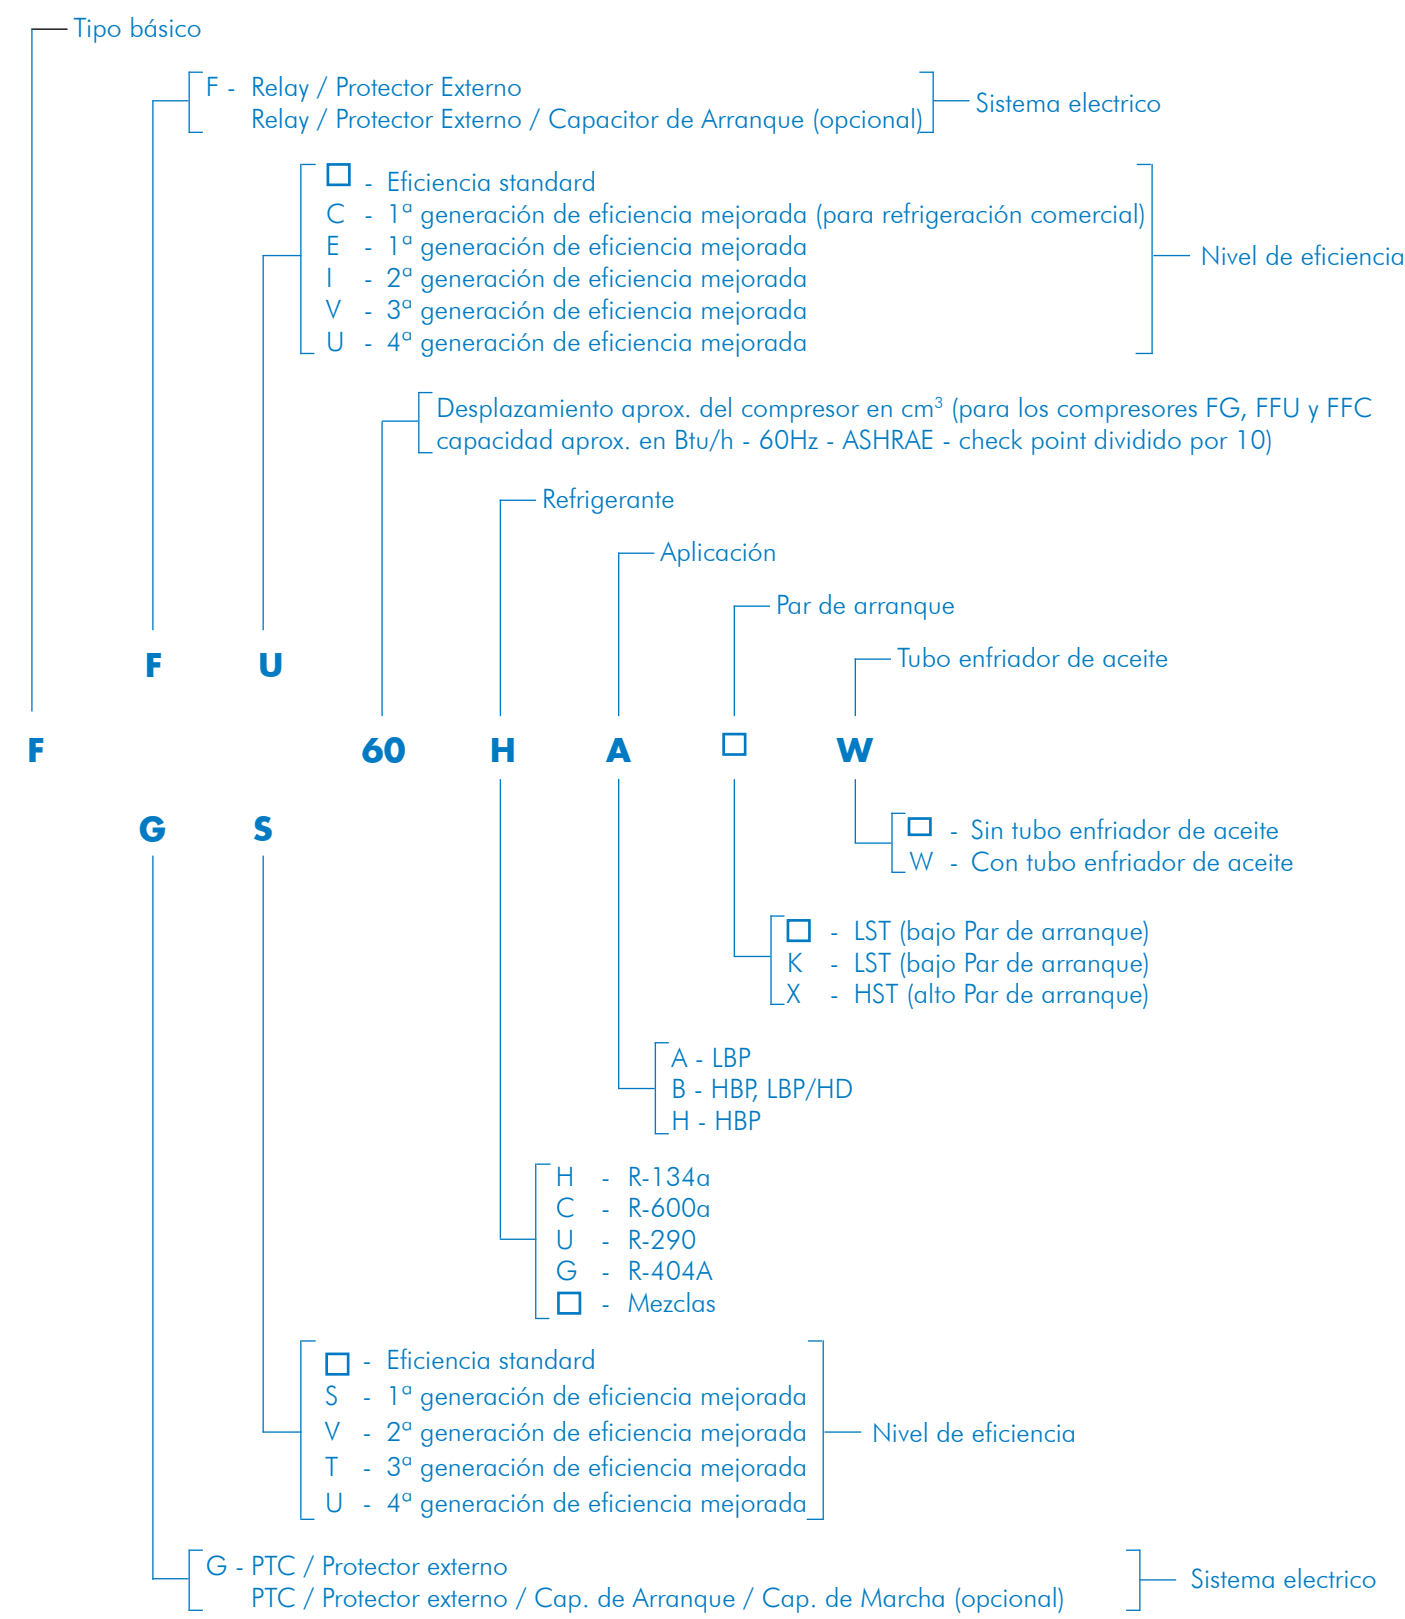 Tipo básico
F - Relay / Protector Externo
Relay / Protector Externo / Capacitor de Arranque (opcional)
Sistema electrico
□ - Eficiencia standard
C - 1ª generación de eficiencia mejorada (para refrigeración comercial)
E - 1ª generación de eficiencia mejorada
I - 2ª generación de eficiencia mejorada
V - 3ª generación de eficiencia mejorada
U - 4ª generación de eficiencia mejorada
Nivel de eficiencia
Desplazamiento aprox. del compresor en cm³ (para los compresores FG, FFU y FFC
capacidad aprox. en Btu/h - 60Hz - ASHRAE - check point dividido por 10)
Refrigerante
Aplicación
Par de arranque
Tubo enfriador de aceite
F U
F 60 H A □ W
G S
□ - Sin tubo enfriador de aceite
W - Con tubo enfriador de aceite
□ - LST (bajo Par de arranque)
K - LST (bajo Par de arranque)
X - HST (alto Par de arranque)
A - LBP
B - HBP, LBP/HD
H - HBP
H - R-134a
C - R-600a
U - R-290
G - R-404A
□ - Mezclas
□ - Eficiencia standard
S - 1ª generación de eficiencia mejorada
V - 2ª generación de eficiencia mejorada
T - 3ª generación de eficiencia mejorada
U - 4ª generación de eficiencia mejorada
Nivel de eficiencia
G - PTC / Protector externo
PTC / Protector externo / Cap. de Arranque / Cap. de Marcha (opcional)
Sistema electrico